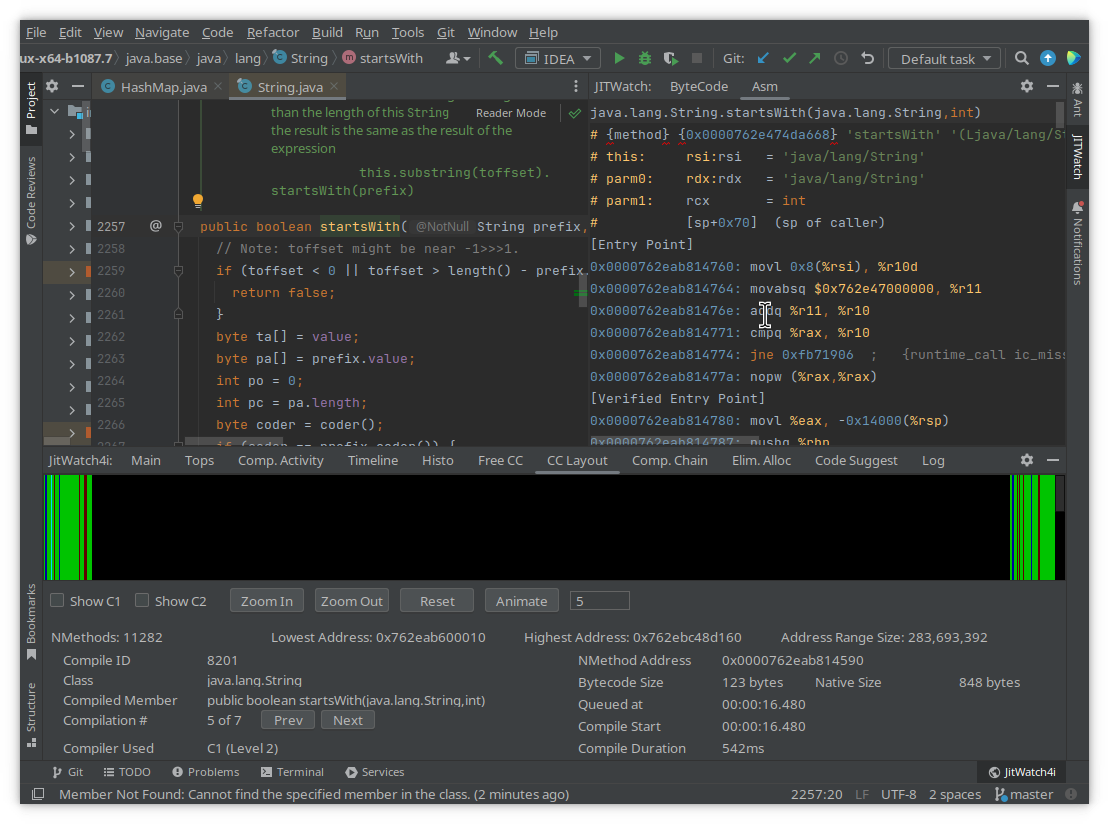 File Edit View Navigate Code Refactor Build Run Tools Git Window Help
ux-x64-b1087.7 java.base java lang String startsWith IDEA Git: Default task
Project
Code Reviews
Bookmarks
Structure
HashMap.java String.java
than the length of this String Reader Mode
the result is the same as the result of the
expression
this.substring(toffset).
startsWith(prefix)
2257 @ public boolean startsWith( @NotNull String prefix,
2258 // Note: toffset might be near -1>>>1.
2259 if (toffset < 0 || toffset > length() - prefix.
2260 return false;
2261 }
2262 byte ta[] = value;
2263 byte pa[] = prefix.value;
2264 int po = 0;
2265 int pc = pa.length;
2266 byte coder = coder();
2267 if (coder == prefix.coder()) {
JITWatch: ByteCode Asm
java.lang.String.startsWith(java.lang.String,int)
# {method} {0x0000762e474da668} 'startsWith' '(Ljava/lang/St
# this: rsi:rsi = 'java/lang/String'
# parm0: rdx:rdx = 'java/lang/String'
# parm1: rcx = int
# [sp+0x70] (sp of caller)
[Entry Point]
0x0000762eab814760: movl 0x8(%rsi), %r10d
0x0000762eab814764: movabsq $0x762e47000000, %r11
0x0000762eab81476e: addq %r11, %r10
0x0000762eab814771: cmpq %rax, %r10
0x0000762eab814774: jne 0xfb71906 ; {runtime_call ic_miss
0x0000762eab81477a: nopw (%rax,%rax)
[Verified Entry Point]
0x0000762eab814780: movl %eax, -0x14000(%rsp)
0x0000762eab814787: pushq %rbp
Ant
JITWatch
Notifications
JitWatch4i: Main Tops Comp. Activity Timeline Histo Free CC CC Layout Comp. Chain Elim. Alloc Code Suggest Log
Show C1 Show C2 Zoom In Zoom Out Reset Animate 5
NMethods: 11282 Lowest Address: 0x762eab600010 Highest Address: 0x762ebc48d160 Address Range Size: 283,693,392
Compile ID 8201
Class java.lang.String
Compiled Member public boolean startsWith(java.lang.String,int)
Compilation # 5 of 7 Prev Next
Compiler Used C1 (Level 2)
NMethod Address 0x0000762eab814590
Bytecode Size 123 bytes Native Size 848 bytes
Queued at 00:00:16.480
Compile Start 00:00:16.480
Compile Duration 542ms
Git TODO Problems Terminal Services JitWatch4i
Member Not Found: Cannot find the specified member in the class. (2 minutes ago) 2257:20 LF UTF-8 2 spaces master